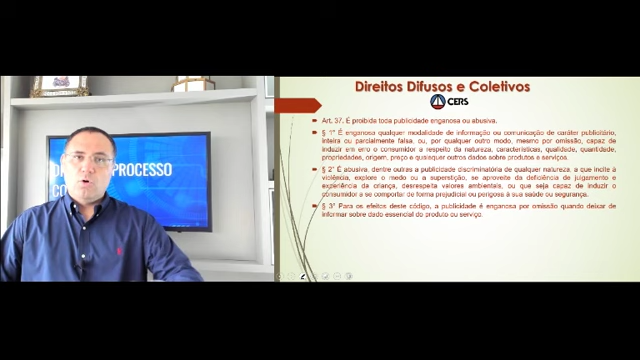 PROCESSO
Direitos Difusos e Coletivos
CERS
Art. 37. É proibida toda publicidade enganosa ou abusiva.
§ 1° É enganosa qualquer modalidade de informação ou comunicação de caráter publicitário,
inteira ou parcialmente falsa, ou, por qualquer outro modo, mesmo por omissão, capaz de
induzir em erro o consumidor a respeito da natureza, características, qualidade, quantidade,
propriedades, origem, preço e quaisquer outros dados sobre produtos e serviços.
§ 2° É abusiva, dentre outras a publicidade discriminatória de qualquer natureza, a que incite à
violência, explore o medo ou a superstição, se aproveite da deficiência de julgamento e
experiência da criança, desrespeita valores ambientais, ou que seja capaz de induzir o
consumidor a se comportar de forma prejudicial ou perigosa à sua saúde ou segurança.
§ 3° Para os efeitos deste código, a publicidade é enganosa por omissão quando deixar de
informar sobre dado essencial do produto ou serviço.